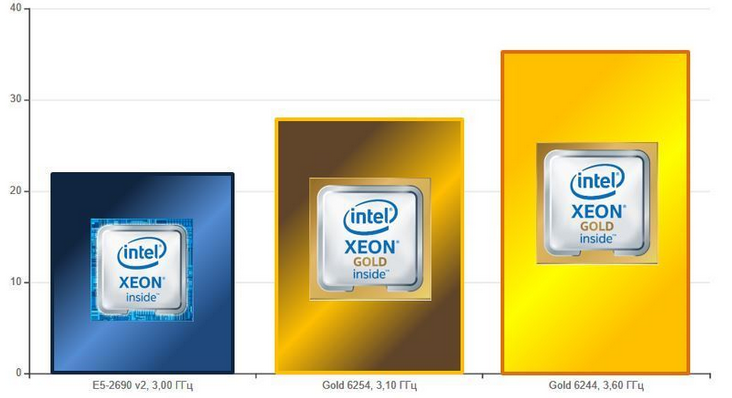 40
30
20
10
0
intel
XEON®
inside™
intel®
XEON®
GOLD
inside™
intel®
XEON®
GOLD
inside™
E5-2690 v2, 3,00 ГГц
Gold 6254, 3,10 ГГц
Gold 6244, 3,60 ГГц